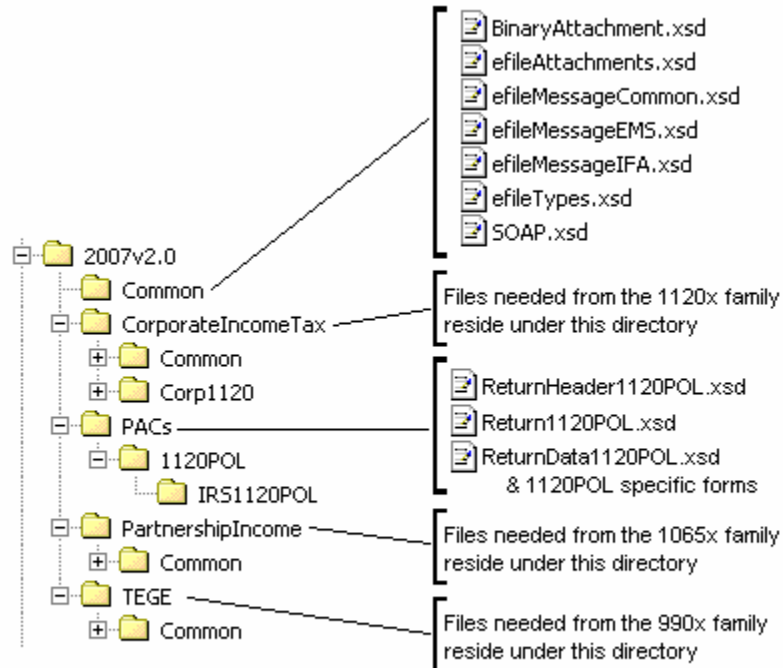 BinaryAttachment.xsd
efileAttachments.xsd
efileMessageCommon.xsd
efileMessageEMS.xsd
efileMessageIFA.xsd
efileTypes.xsd
SOAP.xsd
2007v2.0
Common
CorporateIncomeTax
Files needed from the 1120x family
reside under this directory
Common
Corp1120
PACs
ReturnHeader1120POL.xsd
Return1120POL.xsd
ReturnData1120POL.xsd
& 1120POL specific forms
1120POL
IRS1120POL
PartnershipIncome
Files needed from the 1065x family
reside under this directory
Common
TEGE
Files needed from the 990x family
reside under this directory
Common